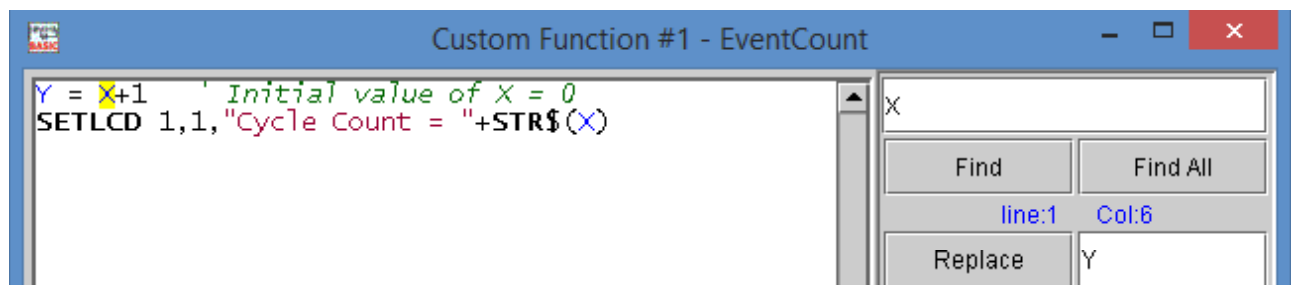 Custom Function #1 - EventCount
Y = X+1   ' Initial value of X = 0
SETLCD 1,1,"Cycle Count = "+STR$(X)
X
Find
Find All
line:1 Col:6
Replace
Y